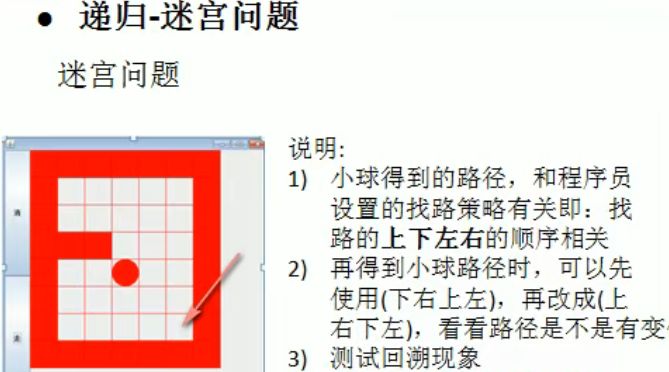 ● 递归-迷宫问题
迷宫问题
说明:
1) 小球得到的路径，和程序员
设置的找路策略有关即：找
路的上下左右的顺序相关
2) 再得到小球路径时，可以先
使用(下右上左)，再改成(上
右下左)，看看路径是不是有变
3) 测试回溯现象